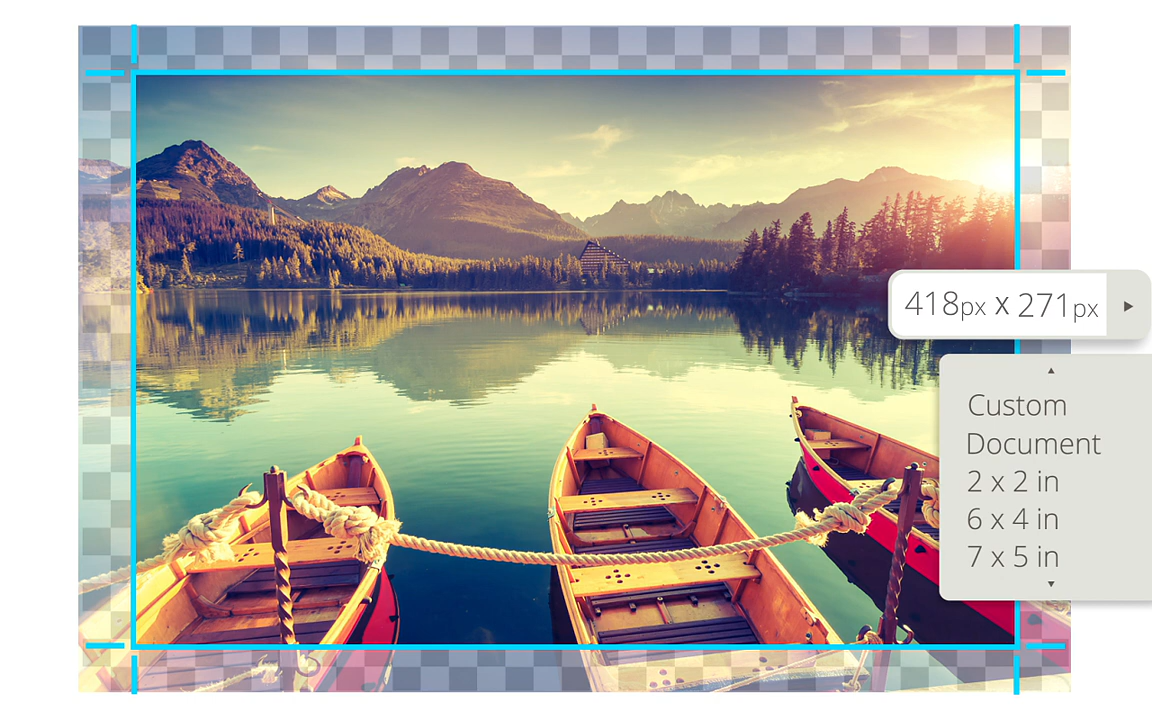 418px x 271px
Custom
Document
2 x 2 in
6 x 4 in
7 x 5 in